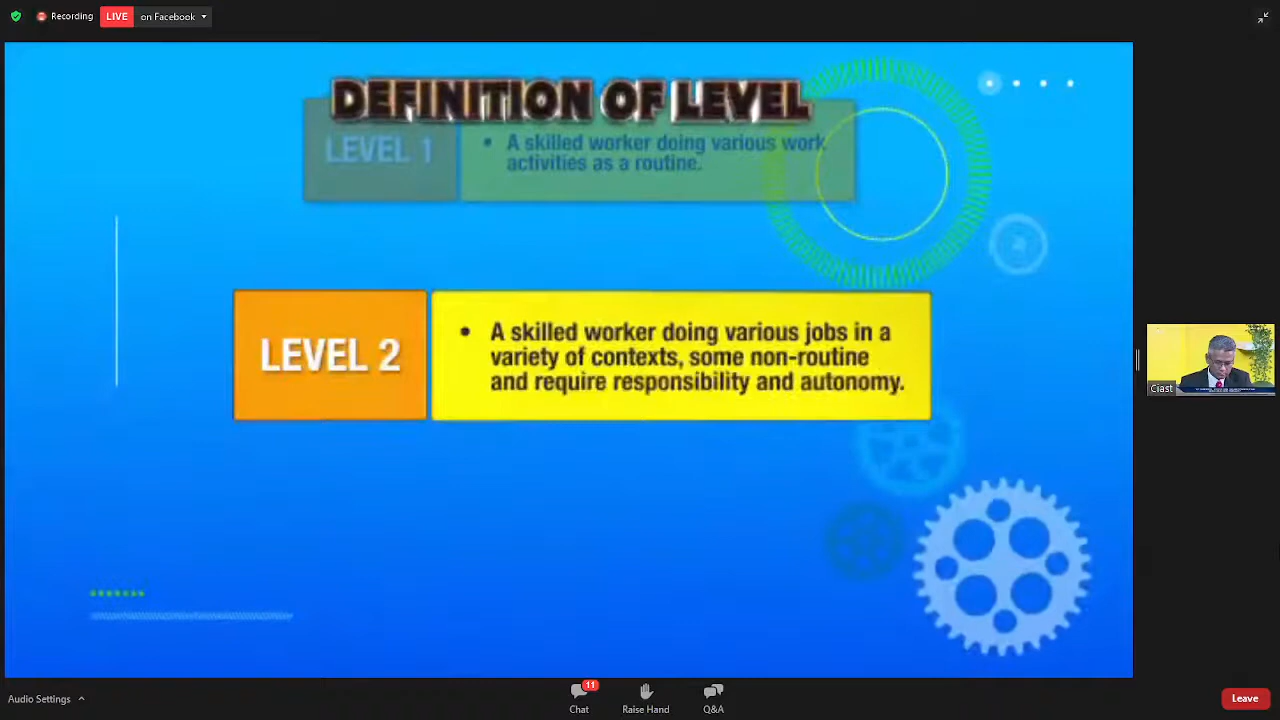 Recording
LIVE
on Facebook
DEFINITION OF LEVEL
LEVEL 1
• A skilled worker doing various work
activities as a routine.
LEVEL 2
• A skilled worker doing various jobs in a
variety of contexts, some non-routine
and require responsibility and autonomy.
Ciast
Audio Settings
11
Chat
Raise Hand
Q&A
Leave